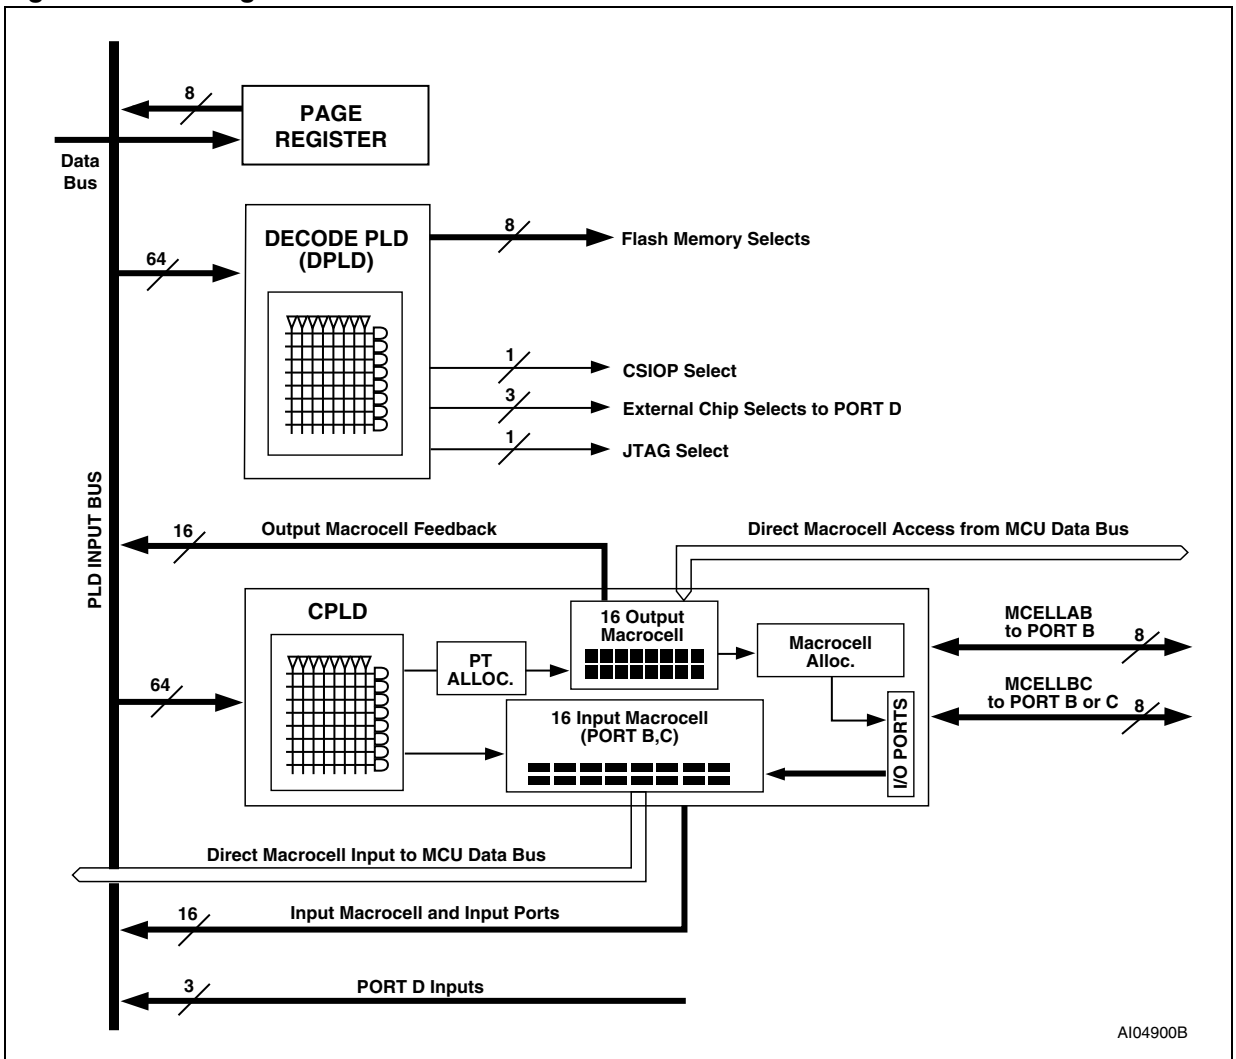 8
PAGE
REGISTER
Data
Bus
DECODE PLD
(DPLD)
8
Flash Memory Selects
64
1
CSIOP Select
3
External Chip Selects to PORT D
1
JTAG Select
PLD INPUT BUS
16
Output Macrocell Feedback
Direct Macrocell Access from MCU Data Bus
CPLD
16 Output
Macrocell
Macrocell
Alloc.
MCELLAB
to PORT B
8
PT
ALLOC.
64
MCELLBC
to PORT B or C
8
16 Input Macrocell
(PORT B,C)
I/O PORTS
Direct Macrocell Input to MCU Data Bus
16
Input Macrocell and Input Ports
3
PORT D Inputs
AI04900B